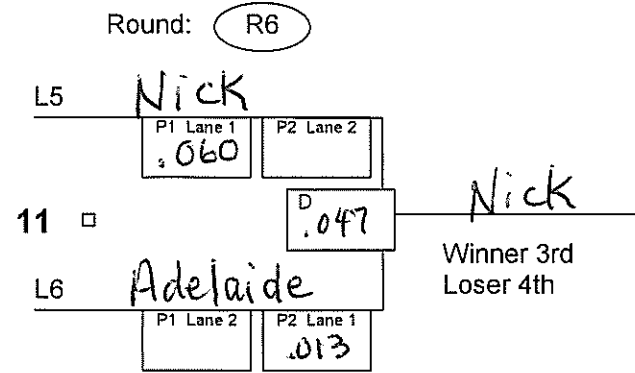 Round: R6
L5 Nick
P1 Lane 1 P2 Lane 2
.060
D
.047
11
Nick
Winner 3rd
Loser 4th
L6 Adelaide
P1 Lane 2 P2 Lane 1
.013